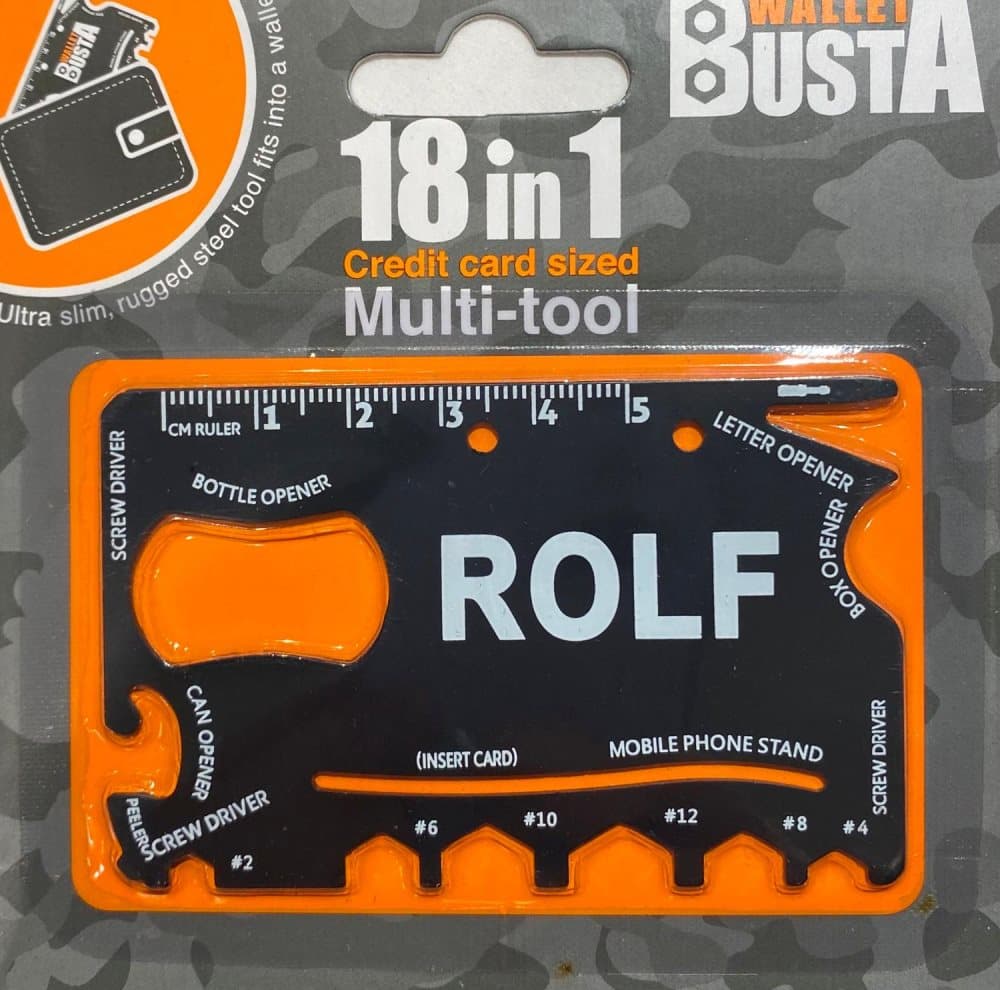 WALLET
BUSTA
WALLET
BUSTA
Ultra slim, rugged steel tool fits into a
18 in 1
Credit card sized
Multi-tool
CM RULER 1 2 3 4 5
LETTER OPENER
SCREW DRIVER
BOTTLE OPENER
BOX OPENER
ROLF
CAN OPENER
(INSERT CARD)
MOBILE PHONE STAND
SCREW DRIVER
PEELER
SCREW DRIVER
#2
#6
#10
#12
#8
#4